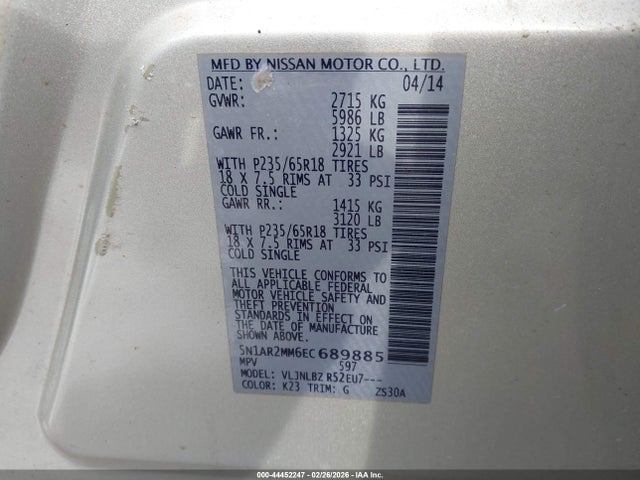 MFD BY NISSAN MOTOR CO., LTD.
DATE: 04/14
GVWR: 2715 KG
5986 LB
GAWR FR.: 1325 KG
2921 LB
WITH P235/65R18 TIRES
18 X 7.5 RIMS AT 33 PSI
COLD SINGLE
GAWR RR.: 1415 KG
3120 LB
WITH P235/65R18 TIRES
18 X 7.5 RIMS AT 33 PSI
COLD SINGLE
THIS VEHICLE CONFORMS TO
ALL APPLICABLE FEDERAL
MOTOR VEHICLE SAFETY AND
THEFT PREVENTION
STANDARDS IN EFFECT ON
THE DATE OF MANUFACTURE
SHOWN ABOVE.
5N1AR2MM6EC689885
MPV 597
MODEL: VLJNLBZ R52EU7---
COLOR: K23 TRIM: G ZS30A
000-44452247 - 02/26/2026 - IAA Inc.